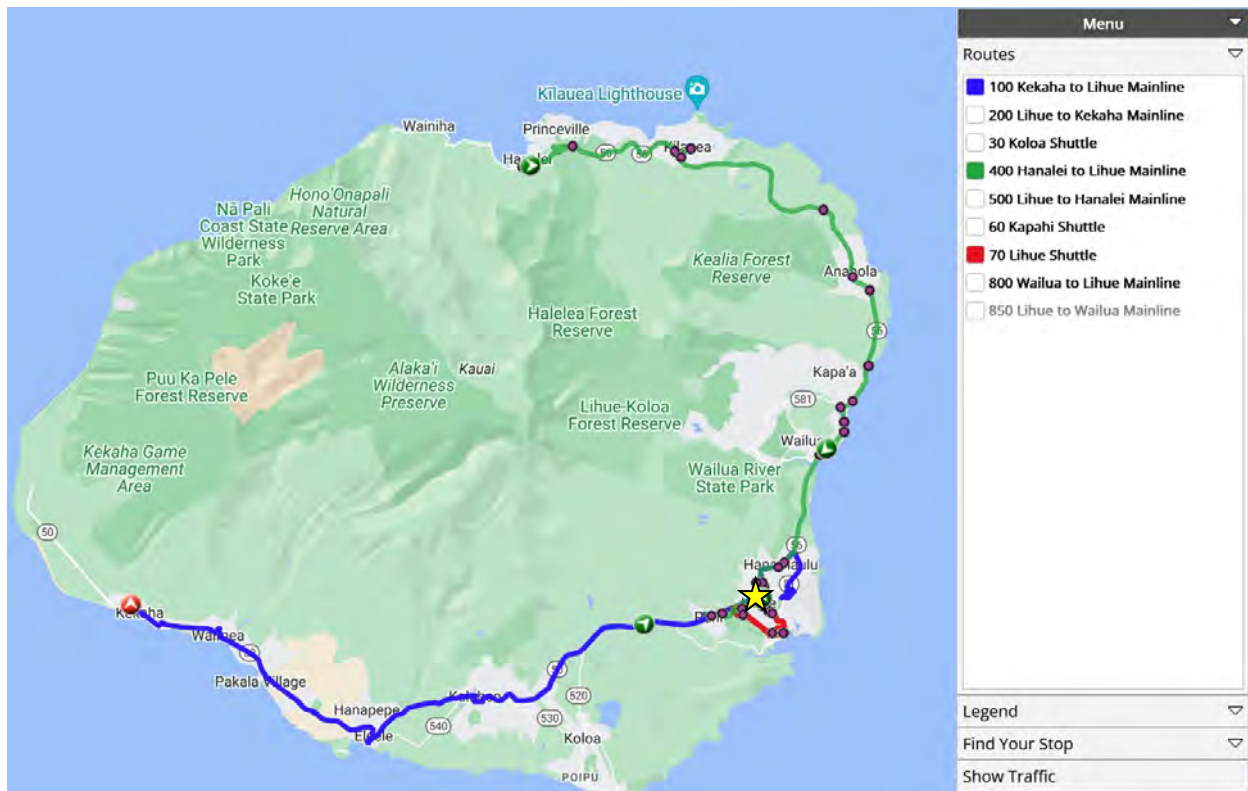 Menu
Routes
100 Kekaha to Lihue Mainline
200 Lihue to Kekaha Mainline
30 Koloa Shuttle
400 Hanalei to Lihue Mainline
500 Lihue to Hanalei Mainline
60 Kapahi Shuttle
70 Lihue Shuttle
800 Wailua to Lihue Mainline
850 Lihue to Wailua Mainline
Legend
Find Your Stop
Show Traffic
Kilauea Lighthouse
Wainiha
Princeville
56
56
Hono'Onapali
Natural
Reserve Area
Nā Pali
Coast State
Wilderness
Park
Koke'e
State Park
Kealia Forest
Reserve
Halelea Forest
Reserve
56
Puu Ka Pele
Forest Reserve
Alaka'i
Wilderness
Preserve
Kauai
Kapa'a
581
Lihue-Koloa
Forest Reserve
Kekaha Game
Management
Area
Wailua River
State Park
50
56
Kekaha
Waimea
Pakala Village
Hanapepe
Eleele
540
50
520
530
Koloa
POIPU